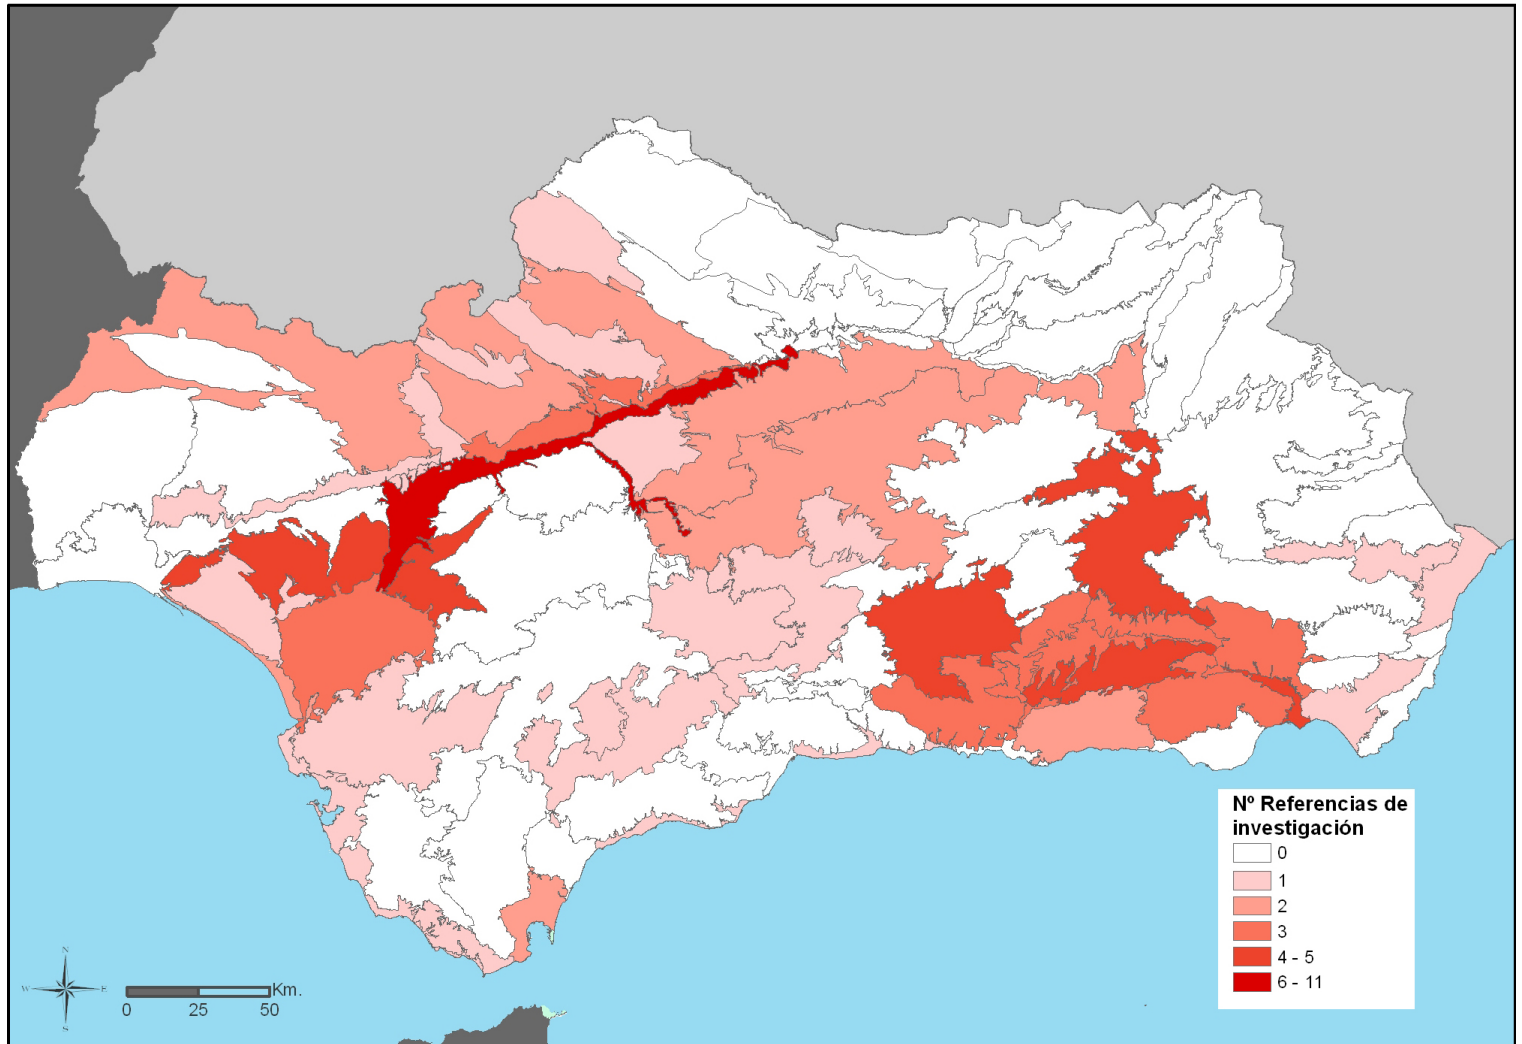 Nº Referencias de
investigación
0
1
2
3
4 - 5
6 - 11
N
W E
S
Km.
0 25 50